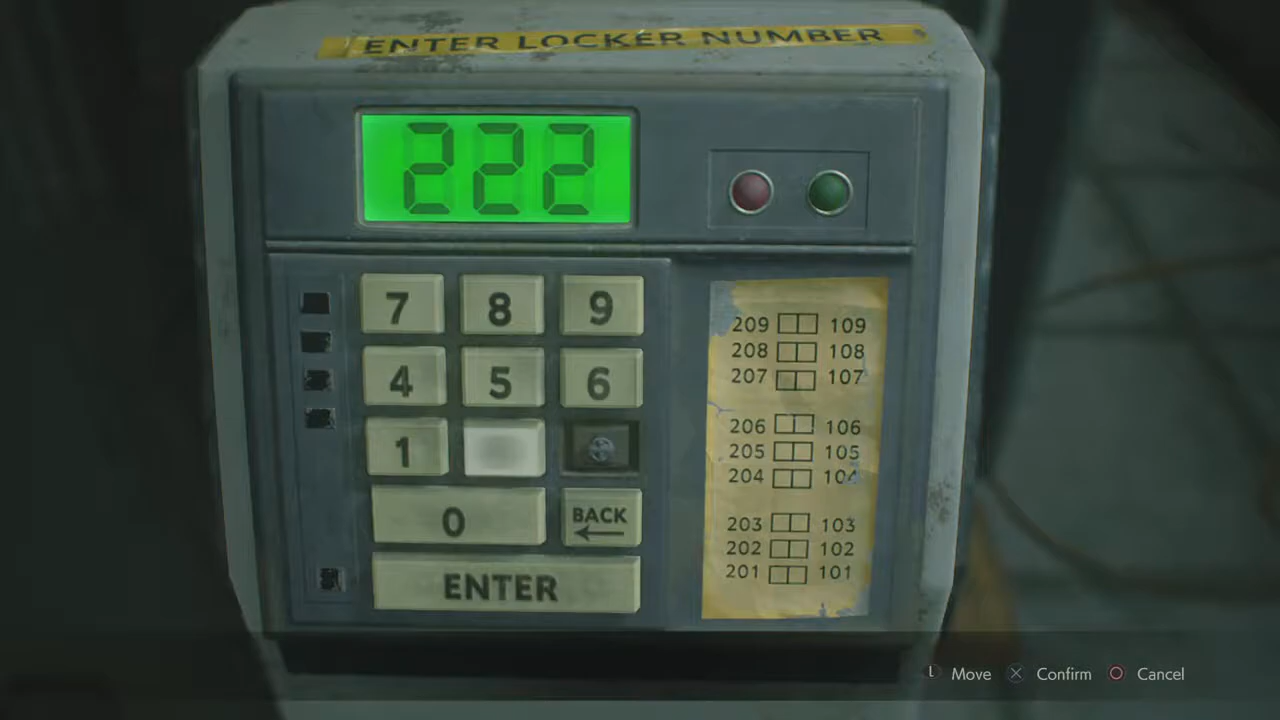 ENTER LOCKER NUMBER
222
7 8 9
4 5 6
1
0 BACK
ENTER
209 109
208 108
207 107
206 106
205 105
204 104
203 103
202 102
201 101
L Move Confirm Cancel